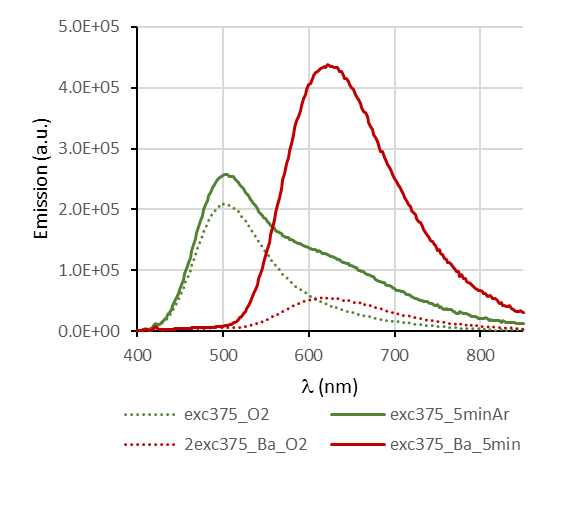 5.0E+05
4.0E+05
3.0E+05
2.0E+05
1.0E+05
0.0E+00
Emission (a.u.)
400 500 600 700 800
λ (nm)
exc375_O2 exc375_5minAr
2exc375_Ba_O2 exc375_Ba_5min